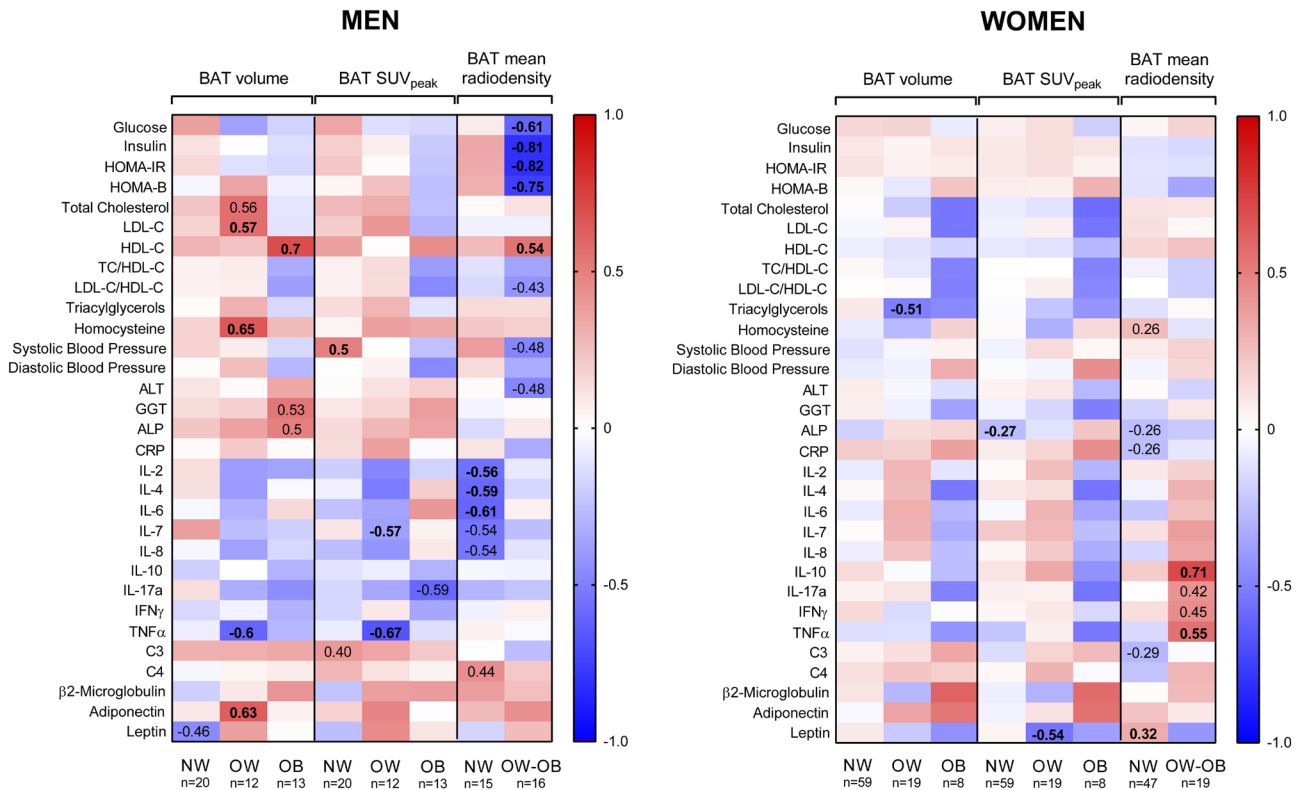 MEN
BAT volume
BAT SUVpeak
BAT mean
radiodensity
Glucose -0.61
Insulin -0.81
HOMA-IR -0.82
HOMA-B -0.75
Total Cholesterol 0.56
LDL-C 0.57
HDL-C 0.7 0.54
TC/HDL-C
LDL-C/HDL-C -0.43
Triacylglycerols
Homocysteine 0.65
Systolic Blood Pressure 0.5 -0.48
Diastolic Blood Pressure
ALT -0.48
GGT 0.53
ALP 0.5
CRP
IL-2 -0.56
IL-4 -0.59
IL-6 -0.61
IL-7 -0.57 -0.54
IL-8 -0.54
IL-10
IL-17a -0.59
IFNγ
TNFα -0.6 -0.67
C3 0.40
C4 0.44
β2-Microglobulin
Adiponectin 0.63
Leptin -0.46
NW OW OB NW OW OB NW OW-OB
n=20 n=12 n=13 n=20 n=12 n=13 n=15 n=16
1.0
0.5
0
-0.5
-1.0
WOMEN
BAT volume
BAT SUVpeak
BAT mean
radiodensity
Glucose
Insulin
HOMA-IR
HOMA-B
Total Cholesterol
LDL-C
HDL-C
TC/HDL-C
LDL-C/HDL-C
Triacylglycerols -0.51
Homocysteine 0.26
Systolic Blood Pressure
Diastolic Blood Pressure
ALT
GGT
ALP -0.27 -0.26
CRP -0.26
IL-2
IL-4
IL-6
IL-7
IL-8
IL-10 0.71
IL-17a 0.42
IFNγ 0.45
TNFα 0.55
C3 -0.29
C4
β2-Microglobulin
Adiponectin
Leptin -0.54 0.32
NW OW OB NW OW OB NW OW-OB
n=59 n=19 n=8 n=59 n=19 n=8 n=47 n=19
1.0
0.5
0
-0.5
-1.0